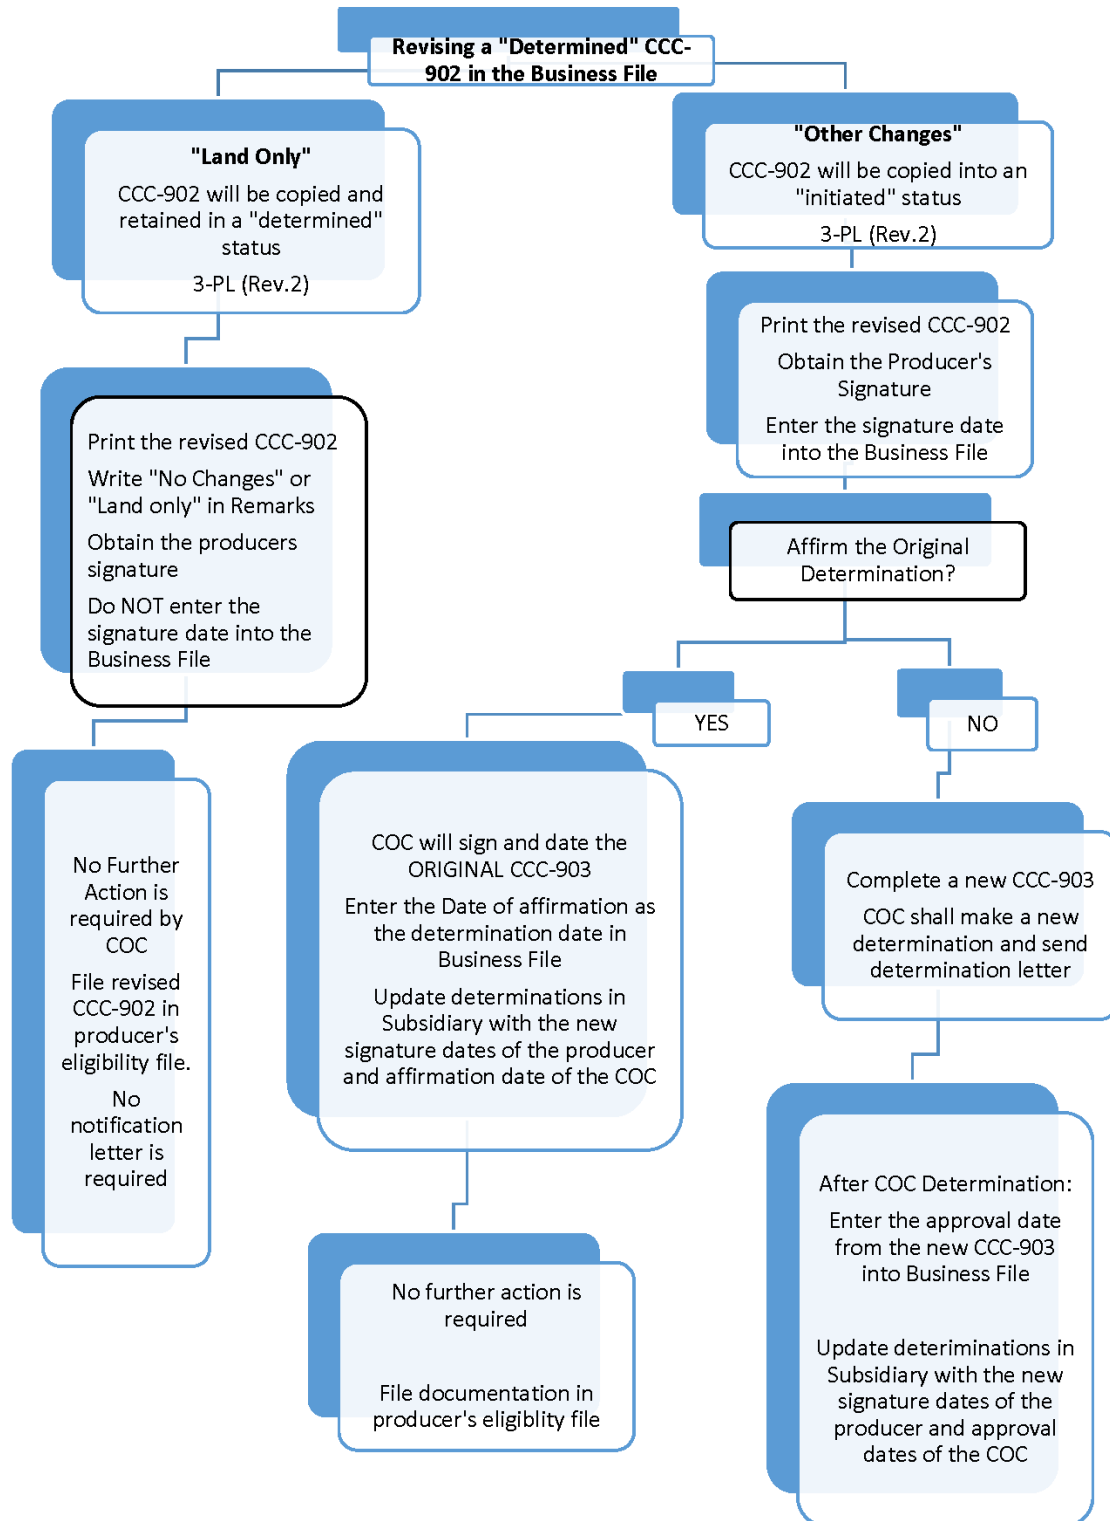 Revising a "Determined" CCC-
902 in the Business File
"Land Only"
CCC-902 will be copied and
retained in a "determined"
status
3-PL (Rev.2)
Print the revised CCC-902
Write "No Changes" or
"Land only" in Remarks
Obtain the producers
signature
Do NOT enter the
signature date into the
Business File
No Further
Action is
required by
COC
File revised
CCC-902 in
producer's
eligibility file.
No
notification
letter is
required
"Other Changes"
CCC-902 will be copied into an
"initiated" status
3-PL (Rev.2)
Print the revised CCC-902
Obtain the Producer's
Signature
Enter the signature date
into the Business File
Affirm the Original
Determination?
YES
COC will sign and date the
ORIGINAL CCC-903
Enter the Date of affirmation as
the determination date in
Business File
Update determinations in
Subsidiary with the new
signature dates of the producer
and affirmation date of the COC
No further action is
required
File documentation in
producer's eligiblity file
NO
Complete a new CCC-903
COC shall make a new
determination and send
determination letter
After COC Determination:
Enter the approval date
from the new CCC-903
into Business File
Update deteriminations in
Subsidiary with the new
signature dates of the
producer and approval
dates of the COC